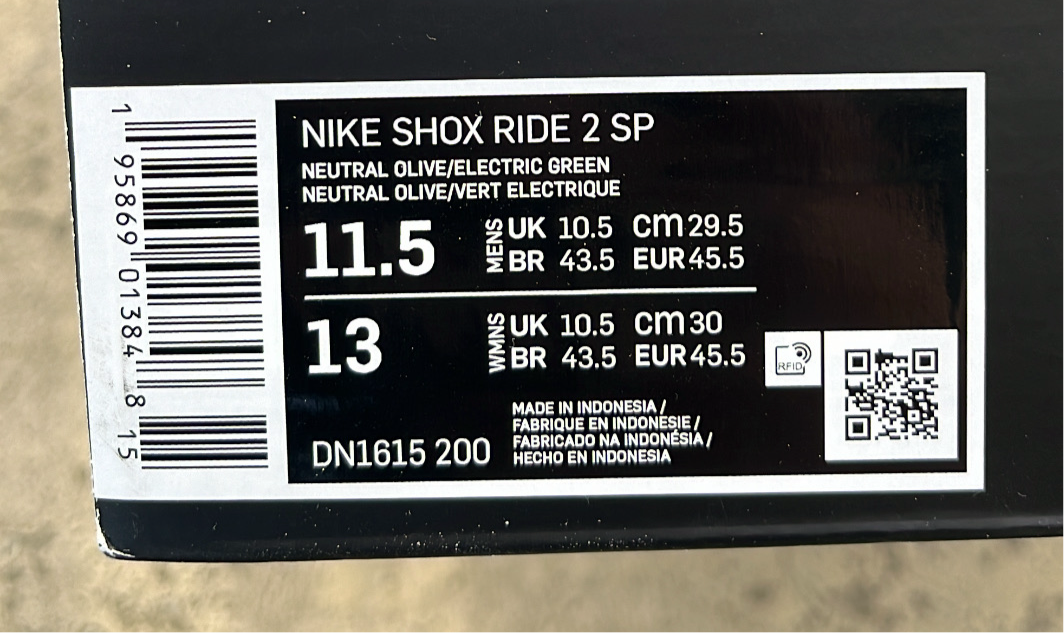 1 95869 01384 8 15
NIKE SHOX RIDE 2 SP
NEUTRAL OLIVE/ELECTRIC GREEN
NEUTRAL OLIVE/VERT ELECTRIQUE
11.5 MENS UK 10.5 cm 29.5
BR 43.5 EUR 45.5
13 WMNS UK 10.5 cm 30
BR 43.5 EUR 45.5
RFID
MADE IN INDONESIA /
FABRIQUE EN INDONESIE /
FABRICADO NA INDONÉSIA /
HECHO EN INDONESIA
DN1615 200